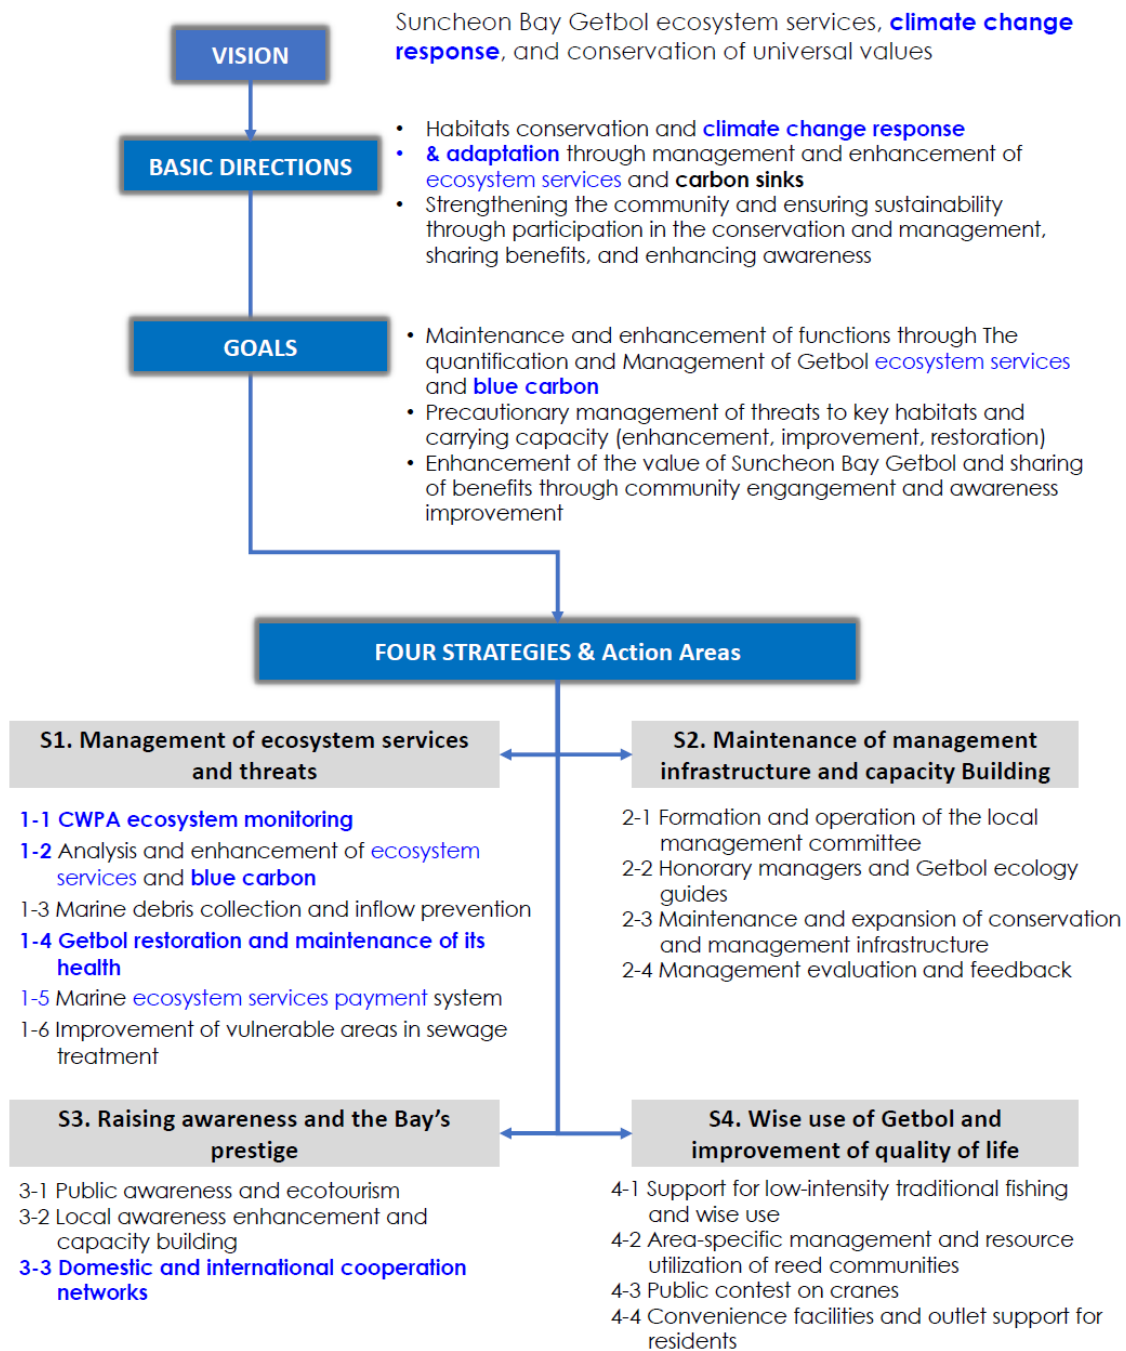 VISION
Suncheon Bay Getbol ecosystem services, climate change
response, and conservation of universal values
BASIC DIRECTIONS
• Habitats conservation and climate change response
• & adaptation through management and enhancement of
ecosystem services and carbon sinks
• Strengthening the community and ensuring sustainability
through participation in the conservation and management,
sharing benefits, and enhancing awareness
GOALS
• Maintenance and enhancement of functions through The
quantification and Management of Getbol ecosystem services
and blue carbon
• Precautionary management of threats to key habitats and
carrying capacity (enhancement, improvement, restoration)
• Enhancement of the value of Suncheon Bay Getbol and sharing
of benefits through community engangement and awareness
improvement
FOUR STRATEGIES & Action Areas
S1. Management of ecosystem services
and threats
1-1 CWPA ecosystem monitoring
1-2 Analysis and enhancement of ecosystem
services and blue carbon
1-3 Marine debris collection and inflow prevention
1-4 Getbol restoration and maintenance of its
health
1-5 Marine ecosystem services payment system
1-6 Improvement of vulnerable areas in sewage
treatment
S2. Maintenance of management
infrastructure and capacity Building
2-1 Formation and operation of the local
management committee
2-2 Honorary managers and Getbol ecology
guides
2-3 Maintenance and expansion of conservation
and management infrastructure
2-4 Management evaluation and feedback
S3. Raising awareness and the Bay's
prestige
3-1 Public awareness and ecotourism
3-2 Local awareness enhancement and
capacity building
3-3 Domestic and international cooperation
networks
S4. Wise use of Getbol and
improvement of quality of life
4-1 Support for low-intensity traditional fishing
and wise use
4-2 Area-specific management and resource
utilization of reed communities
4-3 Public contest on cranes
4-4 Convenience facilities and outlet support for
residents